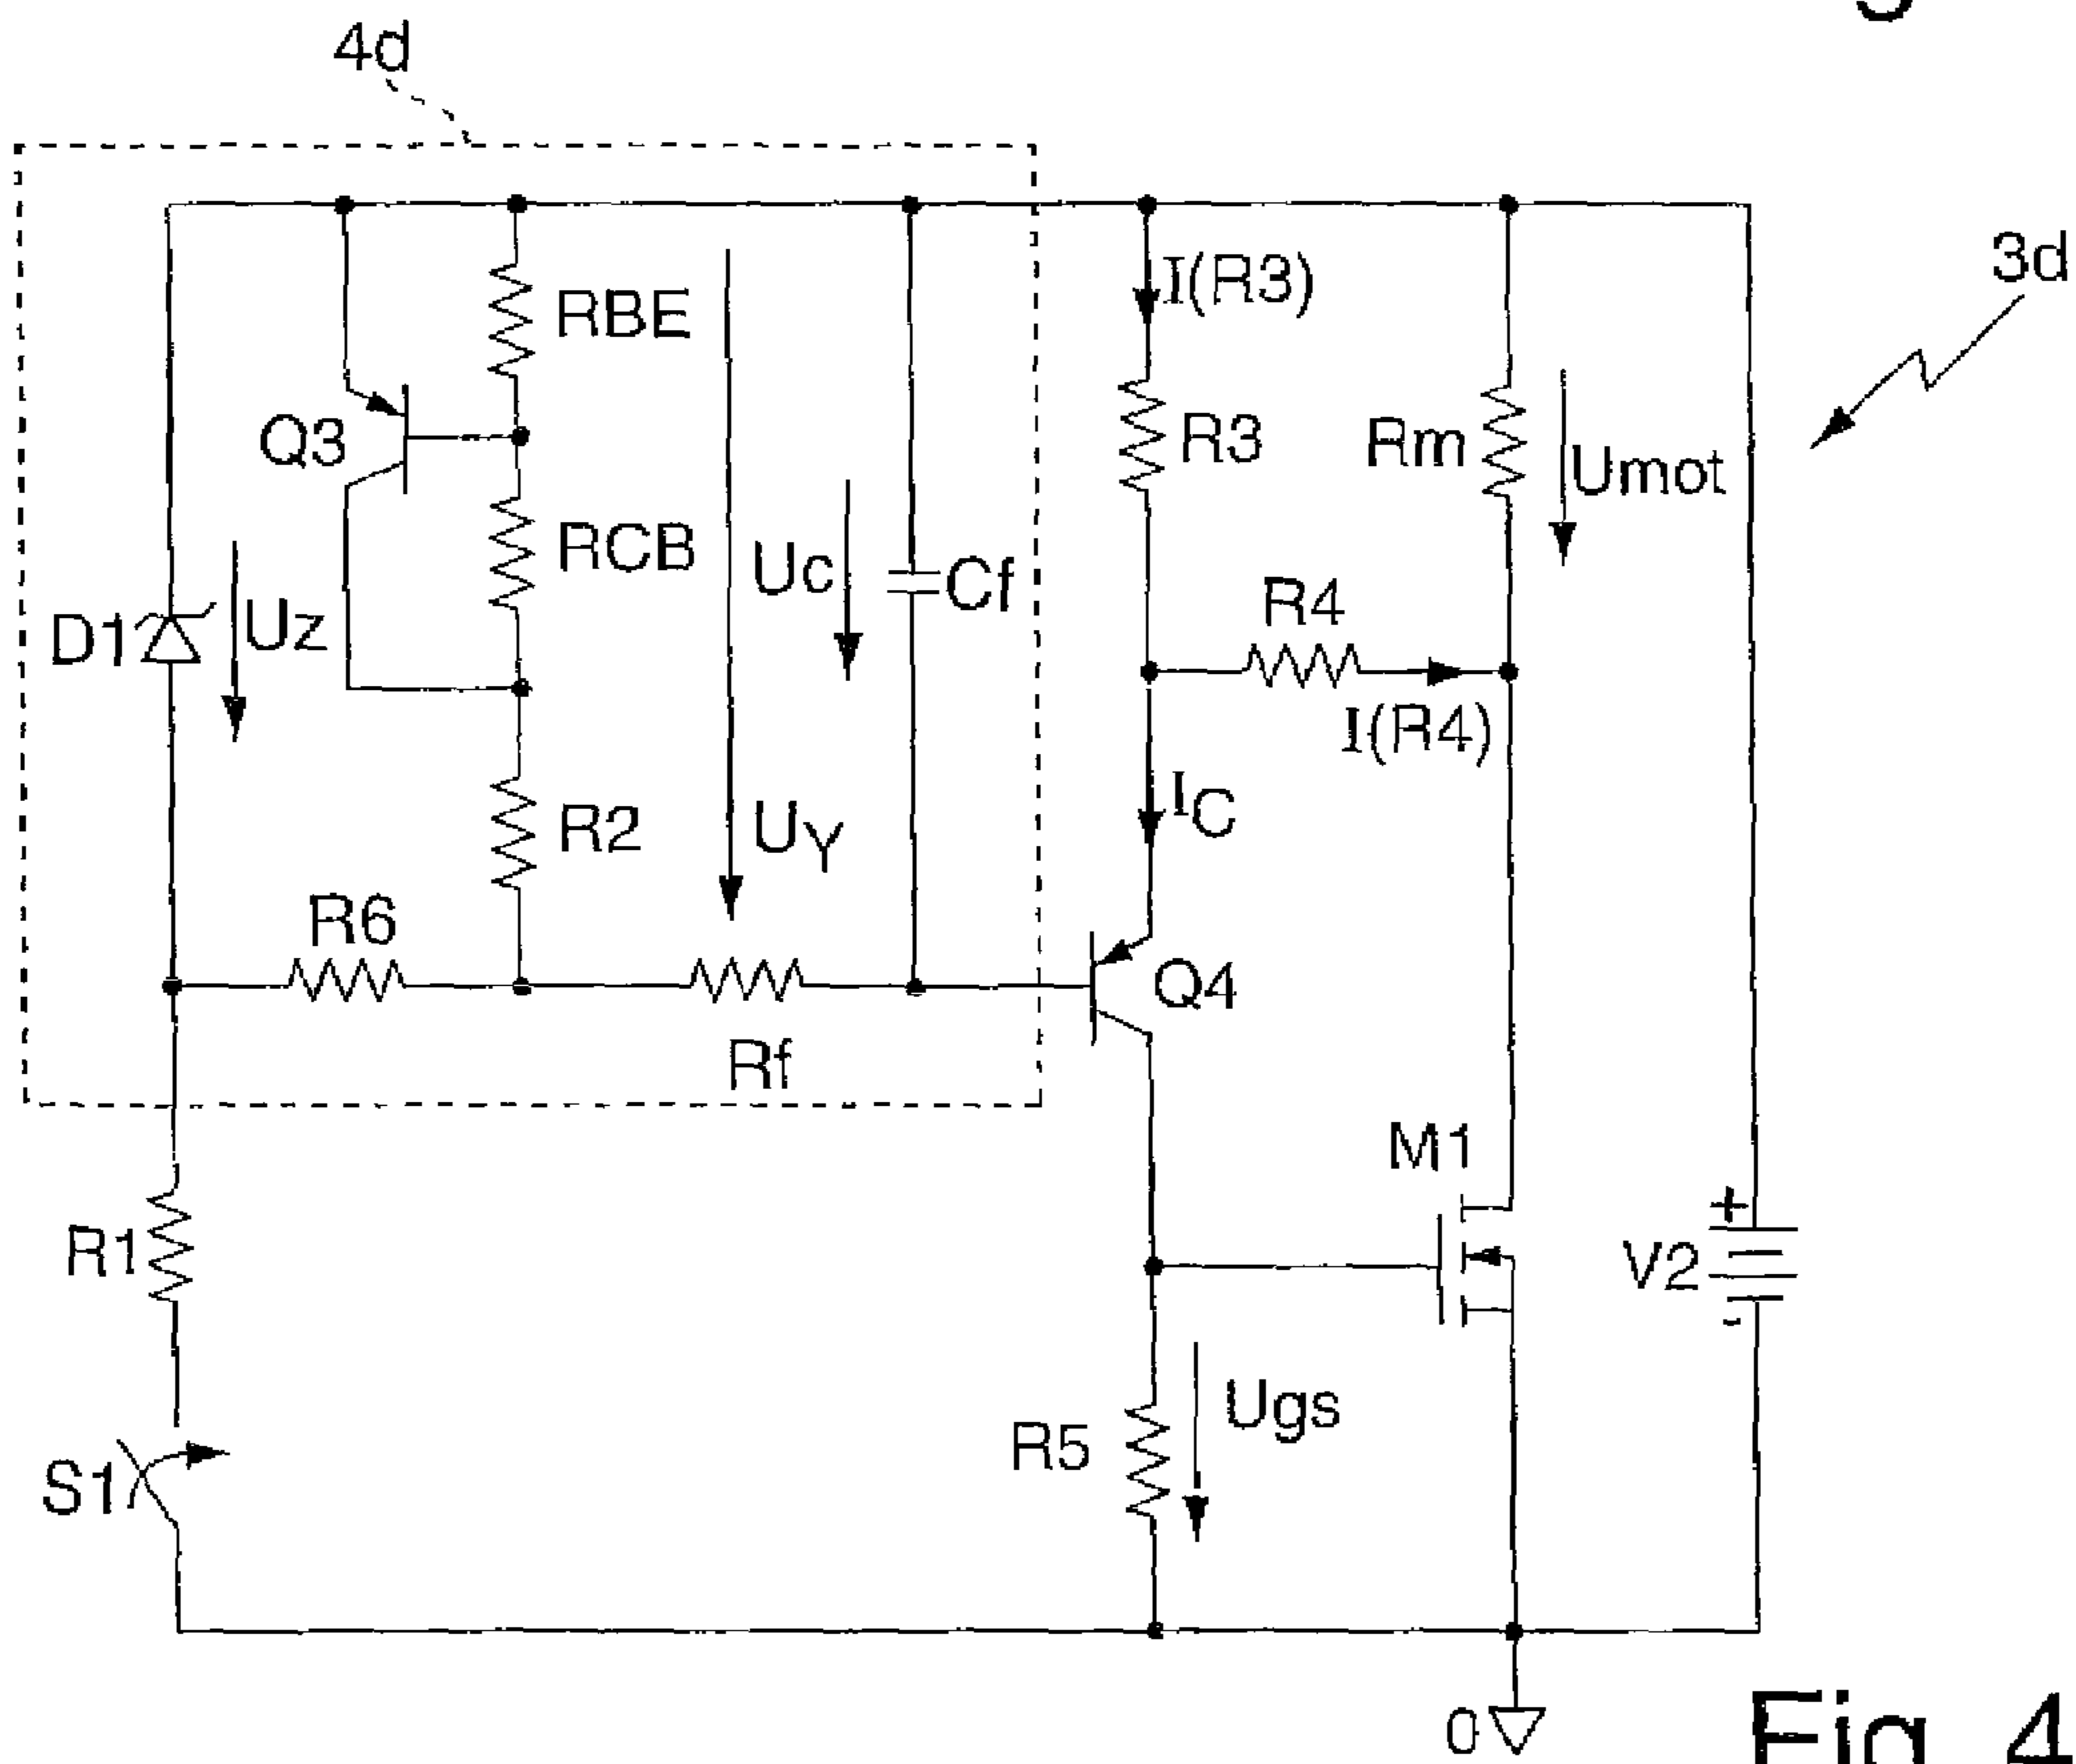 4d
3d
I(R3)
RBE
Q3
R3
Rm
Umot
RCB
Uc
Cf
R4
D1
Uz
I(R4)
IC
R2
UY
R6
Q4
Rf
M1
R1
+
V2
-
Ugs
R5
S1
0
Fig. 4